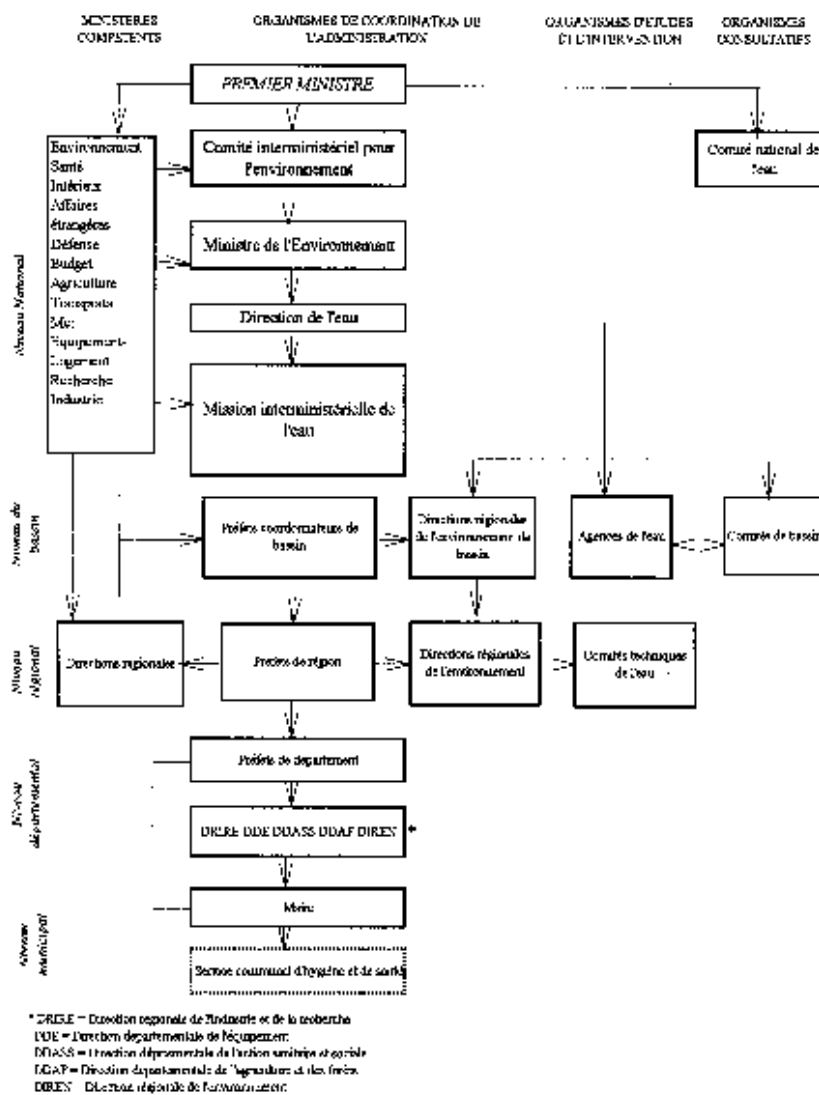 MINISTERES
COMPETENTS
ORGANISMES DE COORDINATION DE
L'ADMINISTRATION
ORGANISMES D'ETUDES
ET D'INTERVENTION
ORGANISMES
CONSULTATIFS
PREMIER MINISTRE
Environnement
Santé
Intérieur
Affaires
étrangères
Défense
Budget
Agriculture
Transports
Mer
Equipement-
Logement
Recherche
Industrie
Comité interministériel pour
l'environnement
Comité national de
l'eau
Ministre de l'Environnement
Direction de l'eau
Mission interministérielle de
l'eau
Niveau National
Niveau de
bassin
Préfets coordonnateurs de
bassin
Directions régionales
de l'environnement de
bassin
Agences de l'eau
Comités de bassin
Niveau
régional
Directions regionales
Préfets de région
Directions régionales
de l'environnement
Comités techniques
de l'eau
Niveau
départemental
Préfets de département
DRIRE DDE DDASS DDAF DIREN *
Niveau
Municipal
Maire
Service communal d'hygiène et de santé
* DRIRE = Direction regionale de l'industrie et de la recherche
DDE = Direction departementale de l'équipement
DDASS = Direction départementale de l'action sanitaire et sociale
DDAF = Direction departementale de l'agriculture et des forêts
DIREN = Direction régionale de l'environnement